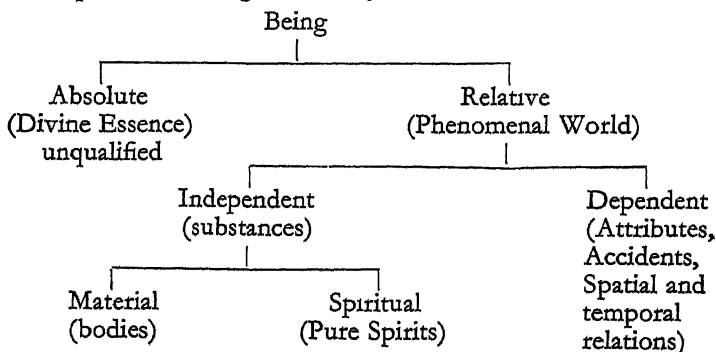 Being
Absolute
(Divine Essence)
unqualified
Relative
(Phenomenal World)
Independent
(substances)
Dependent
(Attributes,
Accidents,
Spatial and
temporal
relations)
Material
(bodies)
Spiritual
(Pure Spirits)